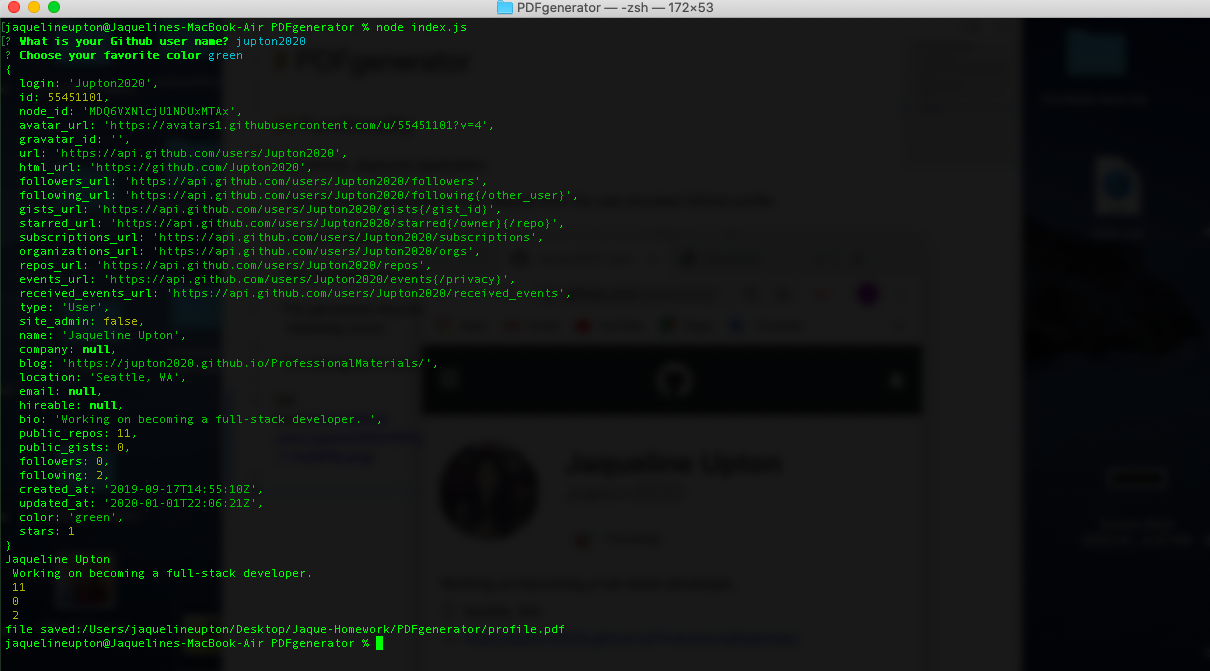 PDFgenerator — -zsh — 172×53
[jaquelineupton@Jaquelines-MacBook-Air PDFgenerator % node index.js
[? What is your Github user name? jupton2020
? Choose your favorite color green
{
  login: 'Jupton2020',
  id: 55451101,
  node_id: 'MDQ6VXNlcjU1NDUxMTAx',
  avatar_url: 'https://avatars1.githubusercontent.com/u/55451101?v=4',
  gravatar_id: '',
  url: 'https://api.github.com/users/Jupton2020',
  html_url: 'https://github.com/Jupton2020',
  followers_url: 'https://api.github.com/users/Jupton2020/followers',
  following_url: 'https://api.github.com/users/Jupton2020/following{/other_user}',
  gists_url: 'https://api.github.com/users/Jupton2020/gists{/gist_id}',
  starred_url: 'https://api.github.com/users/Jupton2020/starred{/owner}{/repo}',
  subscriptions_url: 'https://api.github.com/users/Jupton2020/subscriptions',
  organizations_url: 'https://api.github.com/users/Jupton2020/orgs',
  repos_url: 'https://api.github.com/users/Jupton2020/repos',
  events_url: 'https://api.github.com/users/Jupton2020/events{/privacy}',
  received_events_url: 'https://api.github.com/users/Jupton2020/received_events',
  type: 'User',
  site_admin: false,
  name: 'Jaqueline Upton',
  company: null,
  blog: 'https://jupton2020.github.io/ProfessionalMaterials/',
  location: 'Seattle, WA',
  email: null,
  hireable: null,
  bio: 'Working on becoming a full-stack developer. ',
  public_repos: 11,
  public_gists: 0,
  followers: 0,
  following: 2,
  created_at: '2019-09-17T14:55:10Z',
  updated_at: '2020-01-01T22:06:21Z',
  color: 'green',
  stars: 1
}
Jaqueline Upton
 Working on becoming a full-stack developer.
 11
 0
 2
file saved:/Users/jaquelineupton/Desktop/Jaque-Homework/PDFgenerator/profile.pdf
jaquelineupton@Jaquelines-MacBook-Air PDFgenerator %
PDFgenerator
Jaqueline Upton